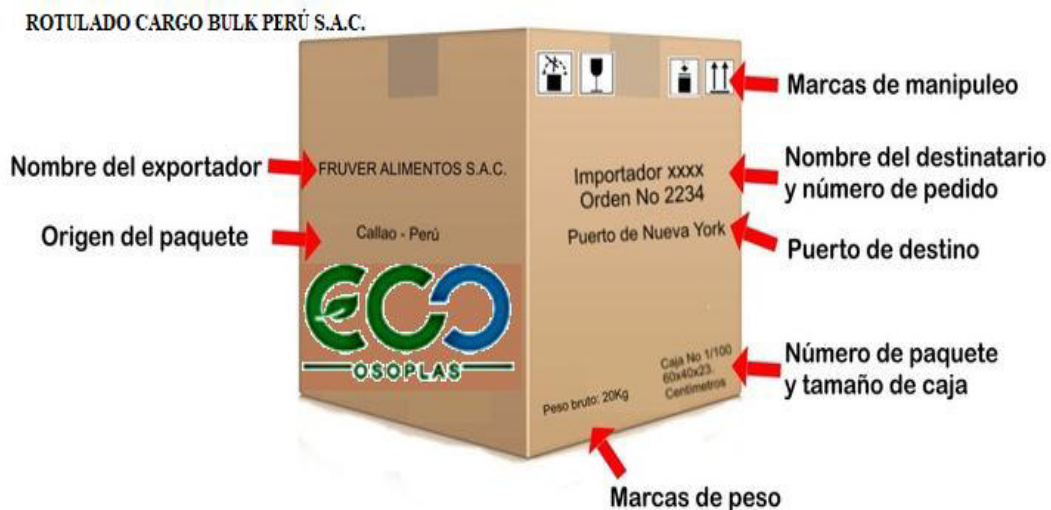 ROTULADO CARGO BULK PERÚ S.A.C.
Marcas de manipuleo
Nombre del exportador
FRUVER ALIMENTOS S.A.C.
Importador xxxx
Orden No 2234
Nombre del destinatario
y número de pedido
Origen del paquete
Callao - Perú
Puerto de Nueva York
Puerto de destino
ECO
OSOPLAS
Caja No 1/100
60x40x23.
Centimetros
Número de paquete
y tamaño de caja
Peso bruto: 20Kg
Marcas de peso